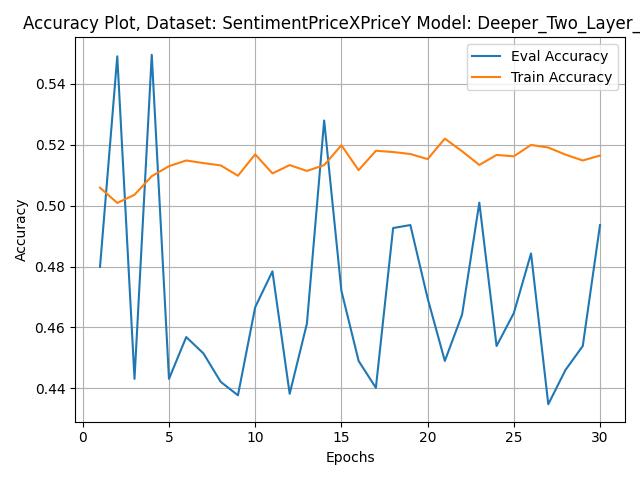 Accuracy Plot, Dataset: SentimentPriceXPriceY Model: Deeper_Two_Layer_
Eval Accuracy
Train Accuracy
0.54
0.52
0.50
0.48
0.46
0.44
Accuracy
0 5 10 15 20 25 30
Epochs